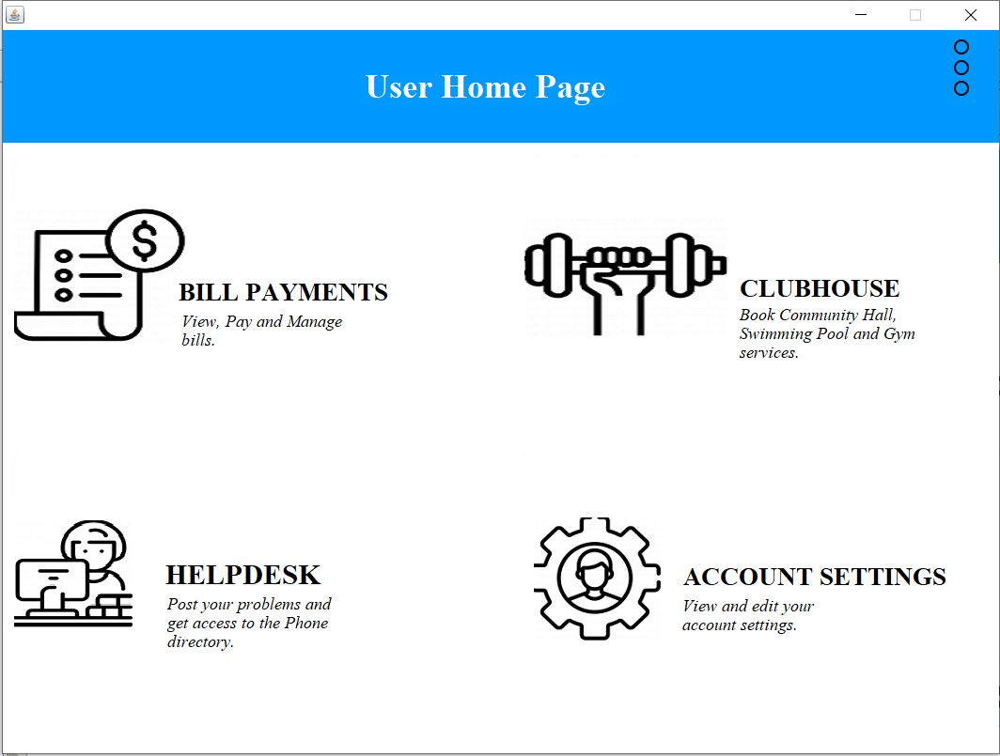 User Home Page
$
BILL PAYMENTS
View, Pay and Manage
bills.
CLUBHOUSE
Book Community Hall,
Swimming Pool and Gym
services.
HELPDESK
Post your problems and
get access to the Phone
directory.
ACCOUNT SETTINGS
View and edit your
account settings.